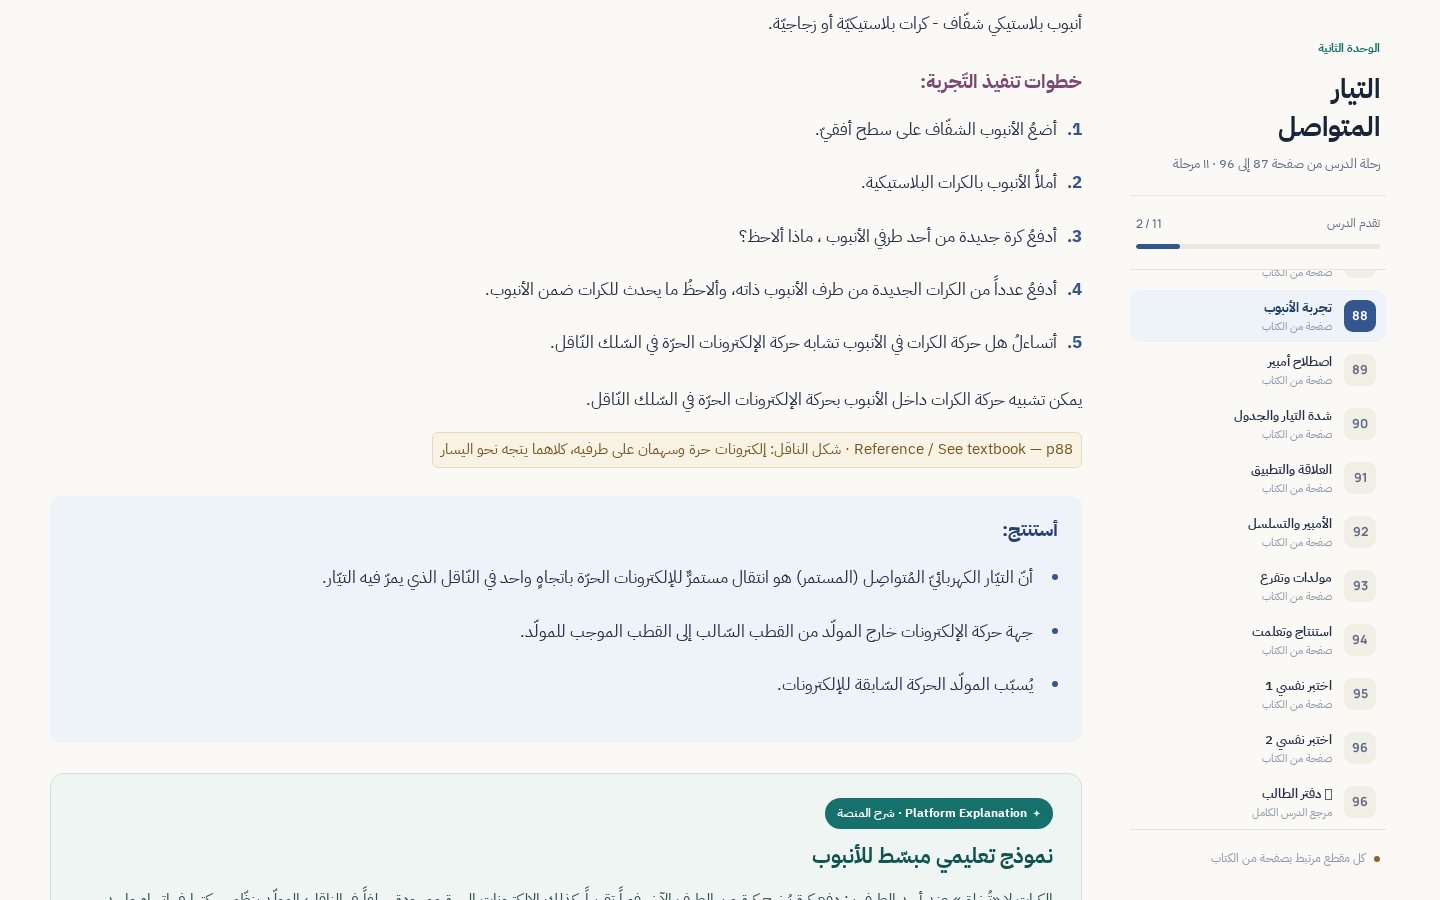 الوحدة الثانية
التيار
المتواصل
رحلة الدرس من صفحة 87 إلى 96 · ١١ مرحلة
تقدم الدرس
2 / 11
صفحة من الكتاب
88
تجربة الأنبوب
صفحة من الكتاب
89
اصطلاح أمبير
صفحة من الكتاب
90
شدة التيار والجدول
صفحة من الكتاب
91
العلاقة والتطبيق
صفحة من الكتاب
92
الأمبير والتسلسل
صفحة من الكتاب
93
مولدات وتفرع
صفحة من الكتاب
94
استنتاج وتعلمت
صفحة من الكتاب
95
اختبر نفسي 1
صفحة من الكتاب
96
اختبر نفسي 2
صفحة من الكتاب
96
دفتر الطالب
مرجع الدرس الكامل
كل مقطع مرتبط بصفحة من الكتاب
أنبوب بلاستيكي شفّاف - كرات بلاستيكيّة أو زجاجيّة.
خطوات تنفيذ التّجربة:
1. أضعُ الأنبوب الشفّاف على سطح أفقيّ.
2. أملأُ الأنبوب بالكرات البلاستيكية.
3. أدفعُ كرة جديدة من أحد طرفي الأنبوب ، ماذا ألاحظ؟
4. أدفعُ عدداً من الكرات الجديدة من طرف الأنبوب ذاته، وألاحظُ ما يحدث للكرات ضمن الأنبوب.
5. أتساءلُ هل حركة الكرات في الأنبوب تشابه حركة الإلكترونات الحرّة في السّلك النّاقل.
يمكن تشبيه حركة الكرات داخل الأنبوب بحركة الإلكترونات الحرّة في السّلك النّاقل.
Reference / See textbook — p88 · شكل الناقل: إلكترونات حرة وسهمان على طرفيه، كلاهما يتجه نحو اليسار
أستنتج:
• أنّ التيّار الكهربائيّ المُتواصِل (المستمر) هو انتقال مستمرٌّ للإلكترونات الحرّة باتجاهٍ واحد في النّاقل الذي يمرّ فيه التيّار.
• جهة حركة الإلكترونات خارج المولّد من القطب السّالب إلى القطب الموجب للمولّد.
• يُسبّب المولّد الحركة السّابقة للإلكترونات.
✦ Platform Explanation · شرح المنصة
نموذج تعليمي مبسّط للأنبوب